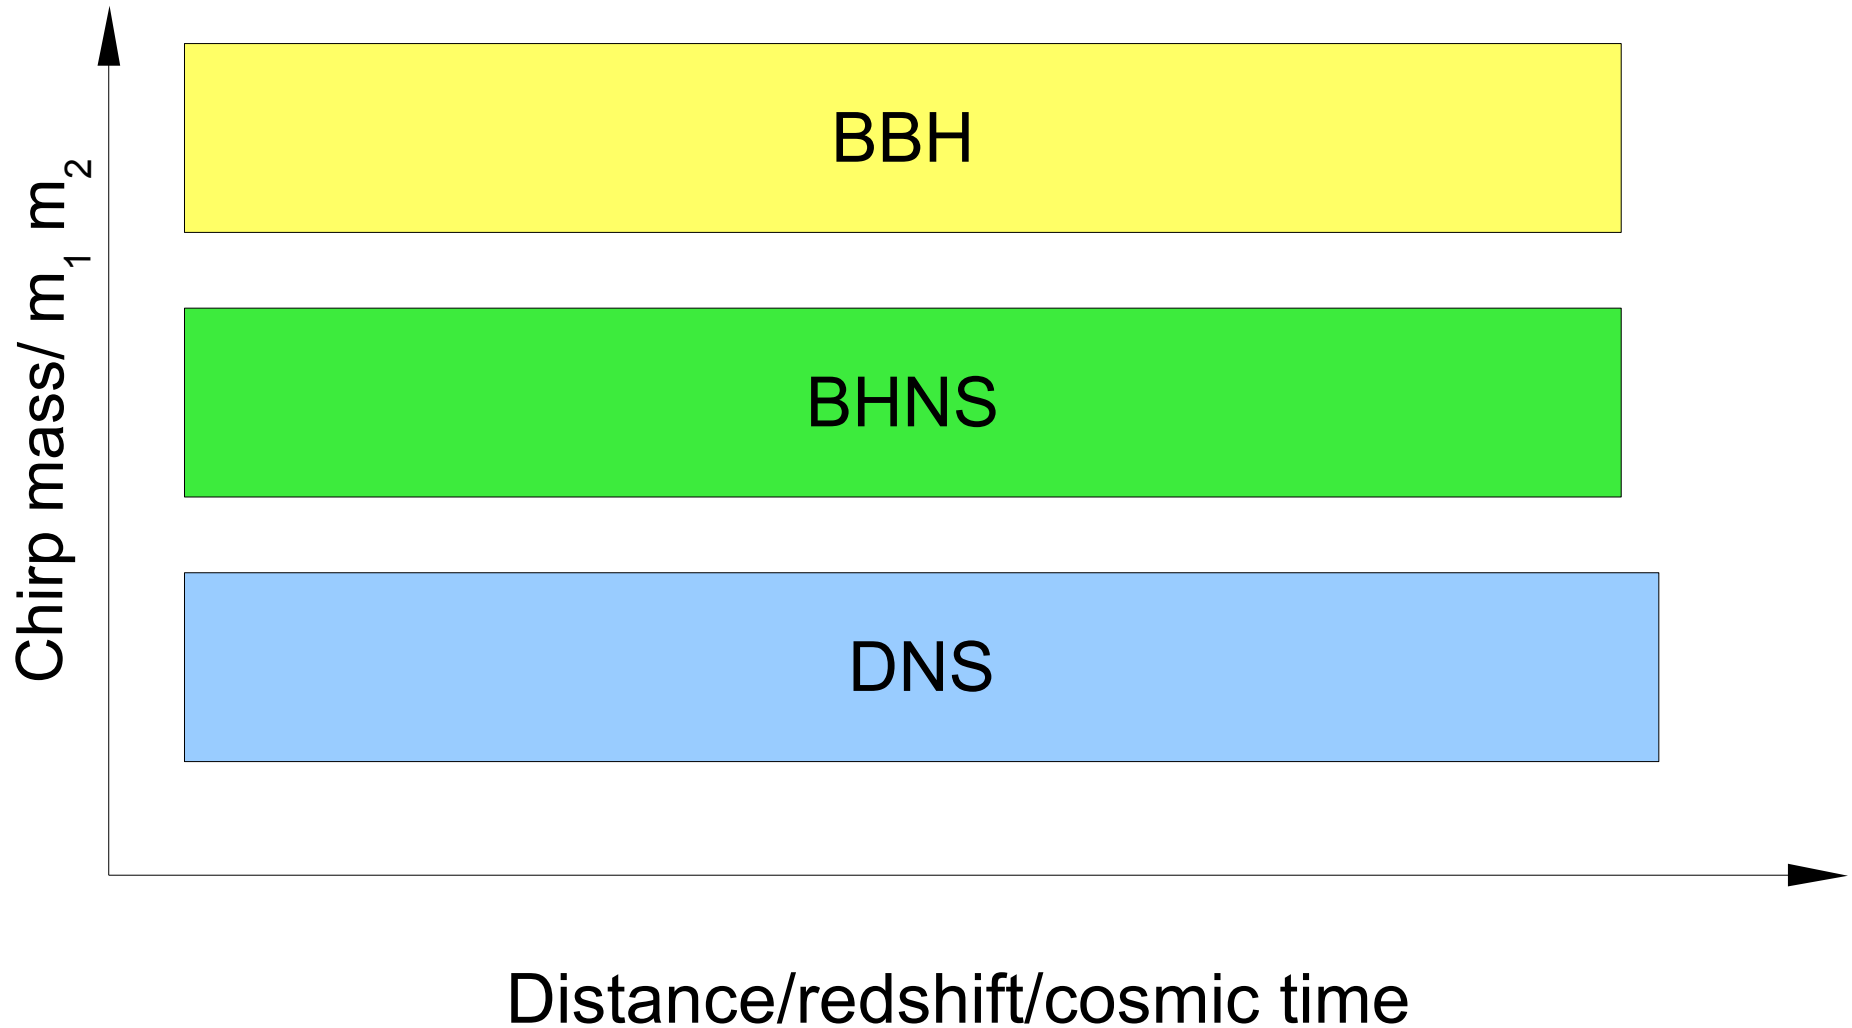 Chirp mass/ m₁ m₂
BBH
BHNS
DNS
Distance/redshift/cosmic time